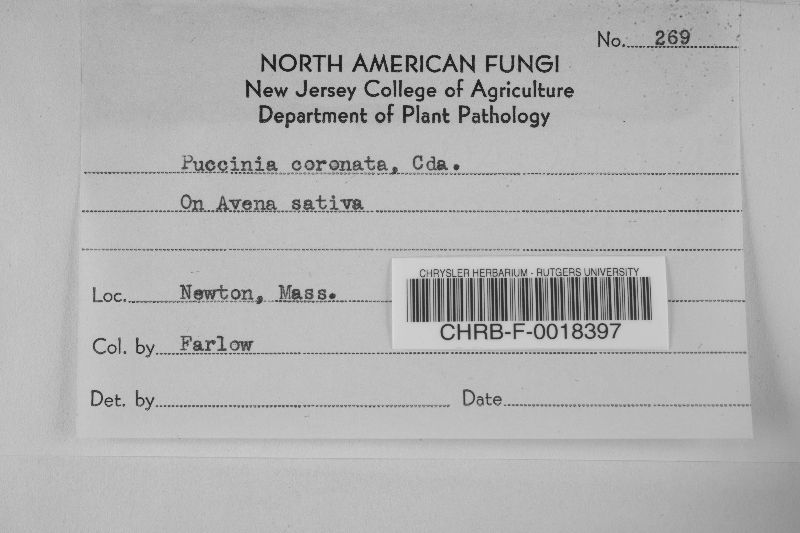 No. 269
NORTH AMERICAN FUNGI
New Jersey College of Agriculture
Department of Plant Pathology
Puccinia coronata, Cda.
On Avena sativa
Loc. Newton, Mass.
CHRYSLER HERBARIUM - RUTGERS UNIVERSITY
CHRB-F-0018397
Col. by Farlow
Det. by
Date